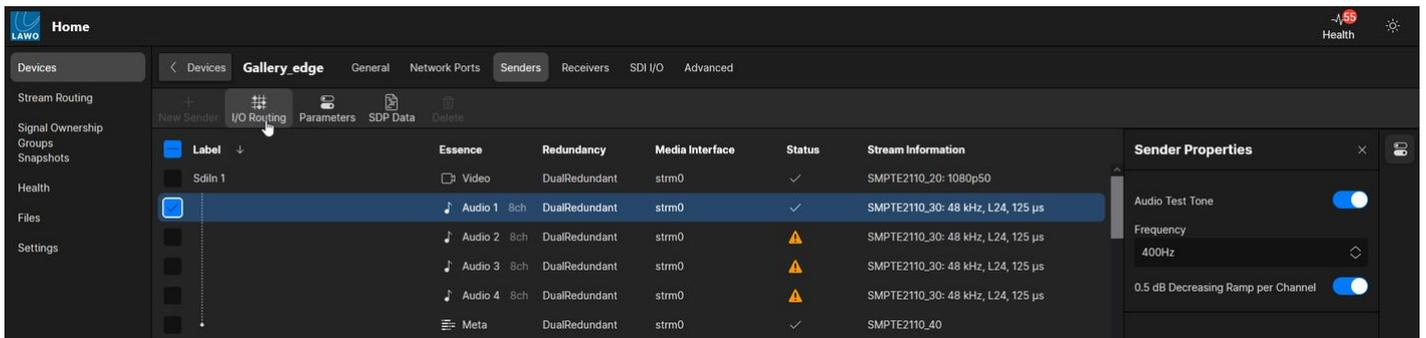 LAWO
Home
55
Health
Devices
Stream Routing
Signal Ownership
Groups
Snapshots
Health
Files
Settings
Devices Gallery_edge General Network Ports Senders Receivers SDI I/O Advanced
New Sender I/O Routing Parameters SDP Data Delete
Label Essence Redundancy Media Interface Status Stream Information
SdiIn 1 Video DualRedundant strm0 SMPTE2110_20: 1080p50
Audio 1 8ch DualRedundant strm0 SMPTE2110_30: 48 kHz, L24, 125 µs
Audio 2 8ch DualRedundant strm0 SMPTE2110_30: 48 kHz, L24, 125 µs
Audio 3 8ch DualRedundant strm0 SMPTE2110_30: 48 kHz, L24, 125 µs
Audio 4 8ch DualRedundant strm0 SMPTE2110_30: 48 kHz, L24, 125 µs
Meta DualRedundant strm0 SMPTE2110_40
Sender Properties
Audio Test Tone
Frequency
400Hz
0.5 dB Decreasing Ramp per Channel